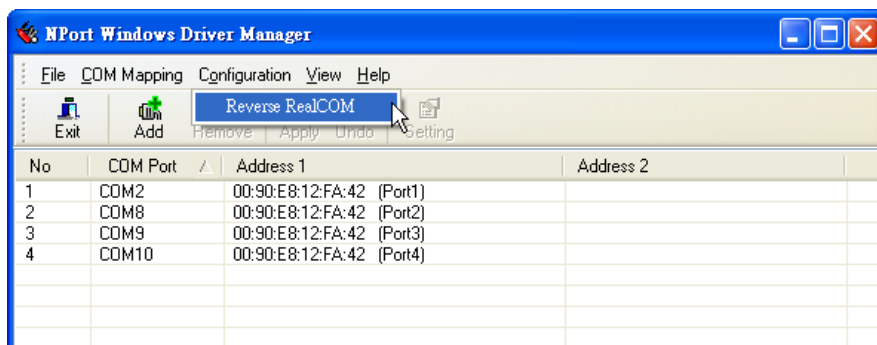 NPort Windows Driver Manager
File COM Mapping Configuration View Help
Reverse RealCOM
Exit Add Remove Apply Undo Setting
No COM Port Address 1 Address 2
1 COM2 00:90:E8:12:FA:42 (Port1)
2 COM8 00:90:E8:12:FA:42 (Port2)
3 COM9 00:90:E8:12:FA:42 (Port3)
4 COM10 00:90:E8:12:FA:42 (Port4)